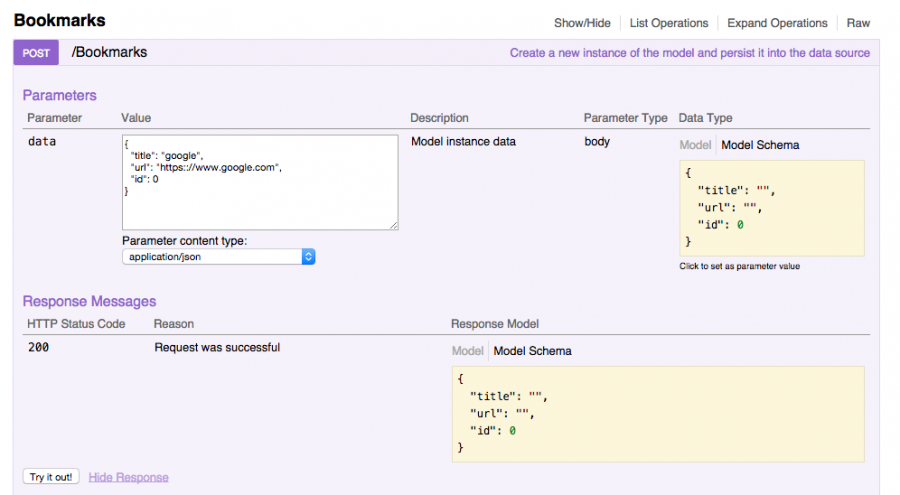 Bookmarks
Show/Hide List Operations Expand Operations Raw
POST /Bookmarks Create a new instance of the model and persist it into the data source
Parameters
Parameter Value Description Parameter Type Data Type
data { Model instance data body Model Model Schema
"title": "google",
"url": "https:://www.google.com",
"id": 0
}
{
"title": "",
"url": "",
"id": 0
}
Parameter content type:
application/json
Click to set as parameter value
Response Messages
HTTP Status Code Reason Response Model
200 Request was successful Model Model Schema
{
"title": "",
"url": "",
"id": 0
}
Try it out! Hide Response